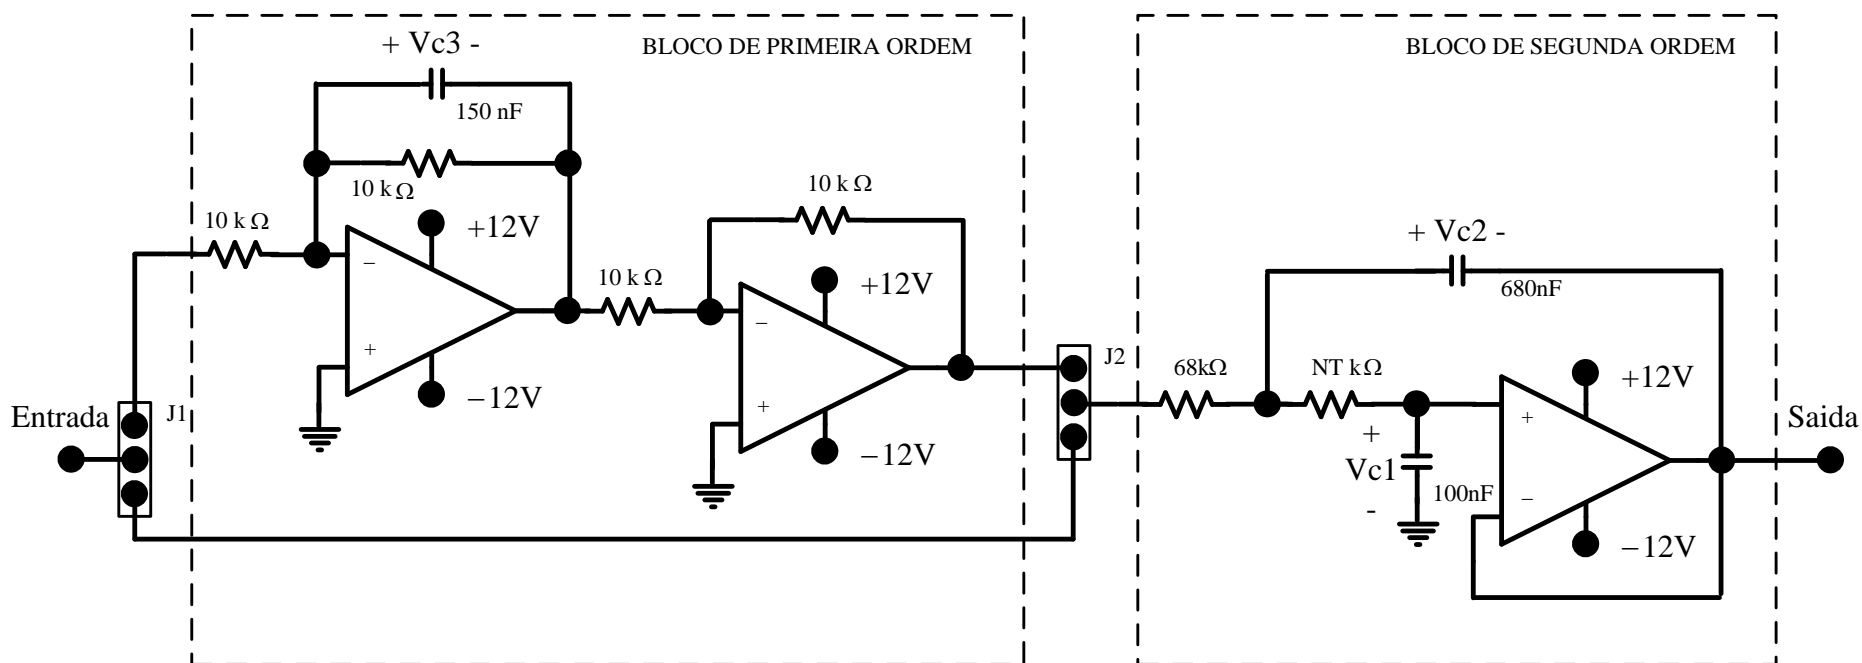 BLOCO DE PRIMEIRA ORDEM
BLOCO DE SEGUNDA ORDEM
+ Vc3 -
150 nF
10 k Ω
10 k Ω
+12V
−
+
−12V
10 k Ω
10 k Ω
+12V
−
+
−12V
Entrada
J1
J2
68kΩ
NT kΩ
+ Vc2 -
680nF
+
Vc1
-
100nF
+12V
+
−
−12V
Saida